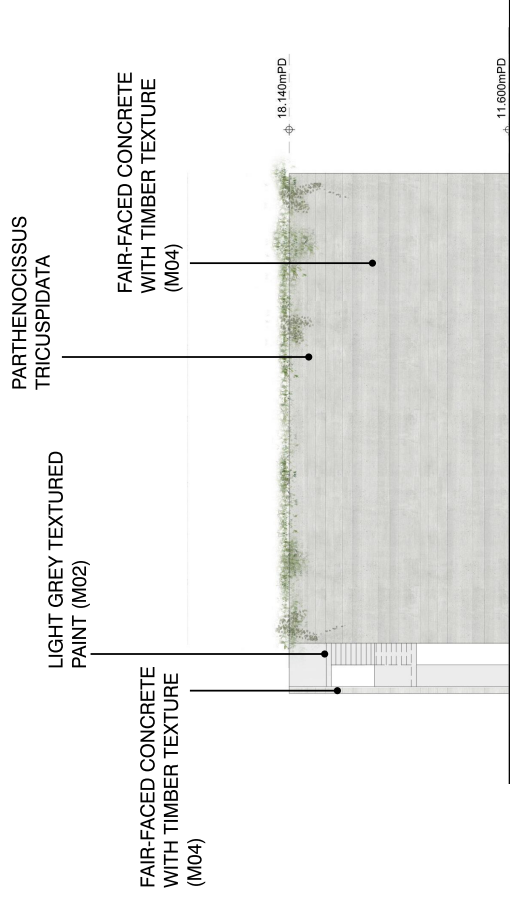 FAIR-FACED CONCRETE
WITH TIMBER TEXTURE
(M04)
LIGHT GREY TEXTURED
PAINT (M02)
PARTHENOCISSUS
TRICUSPIDATA
FAIR-FACED CONCRETE
WITH TIMBER TEXTURE
(M04)
18.140mPD
11.600mPD